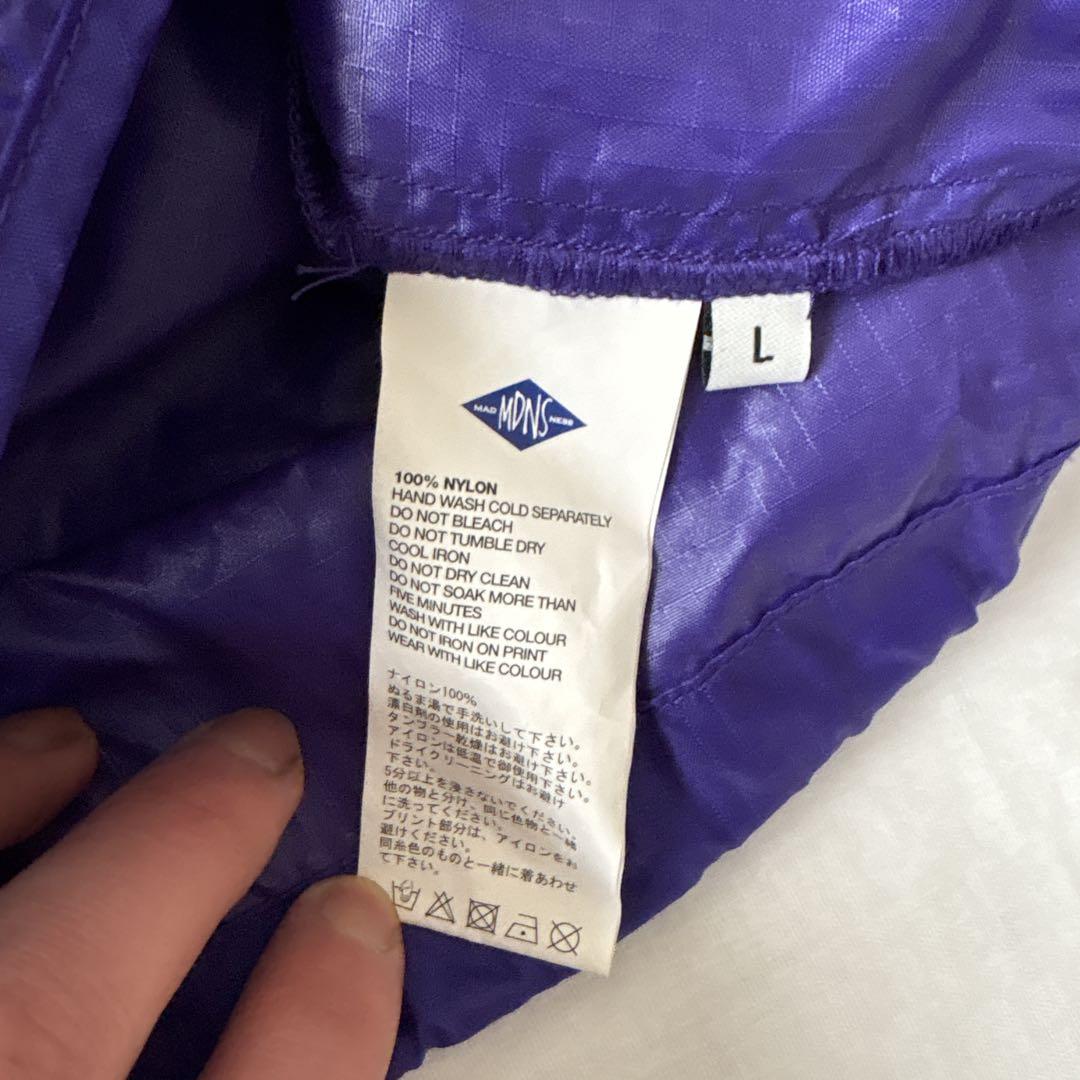 MAD MDNS NESS
L
100% NYLON
HAND WASH COLD SEPARATELY
DO NOT BLEACH
DO NOT TUMBLE DRY
COOL IRON
DO NOT DRY CLEAN
DO NOT SOAK MORE THAN
FIVE MINUTES
WASH WITH LIKE COLOUR
DO NOT IRON ON PRINT
WEAR WITH LIKE COLOUR
ナイロン100%
ぬるま湯で手洗いして下さい。
漂白剤の使用はお避け下さい。
タンブラー乾燥はお避け下さい。
アイロンは低温で御使用下さい。
ドライクリーニングはお避け
下さい。
5分以上を浸さないでください。
他の物と分け、同じ色物と一緒
に洗ってください。
プリント部分は、アイロンをお
避けください。
同糸色のものと一緒に着あわせ
て下さい。